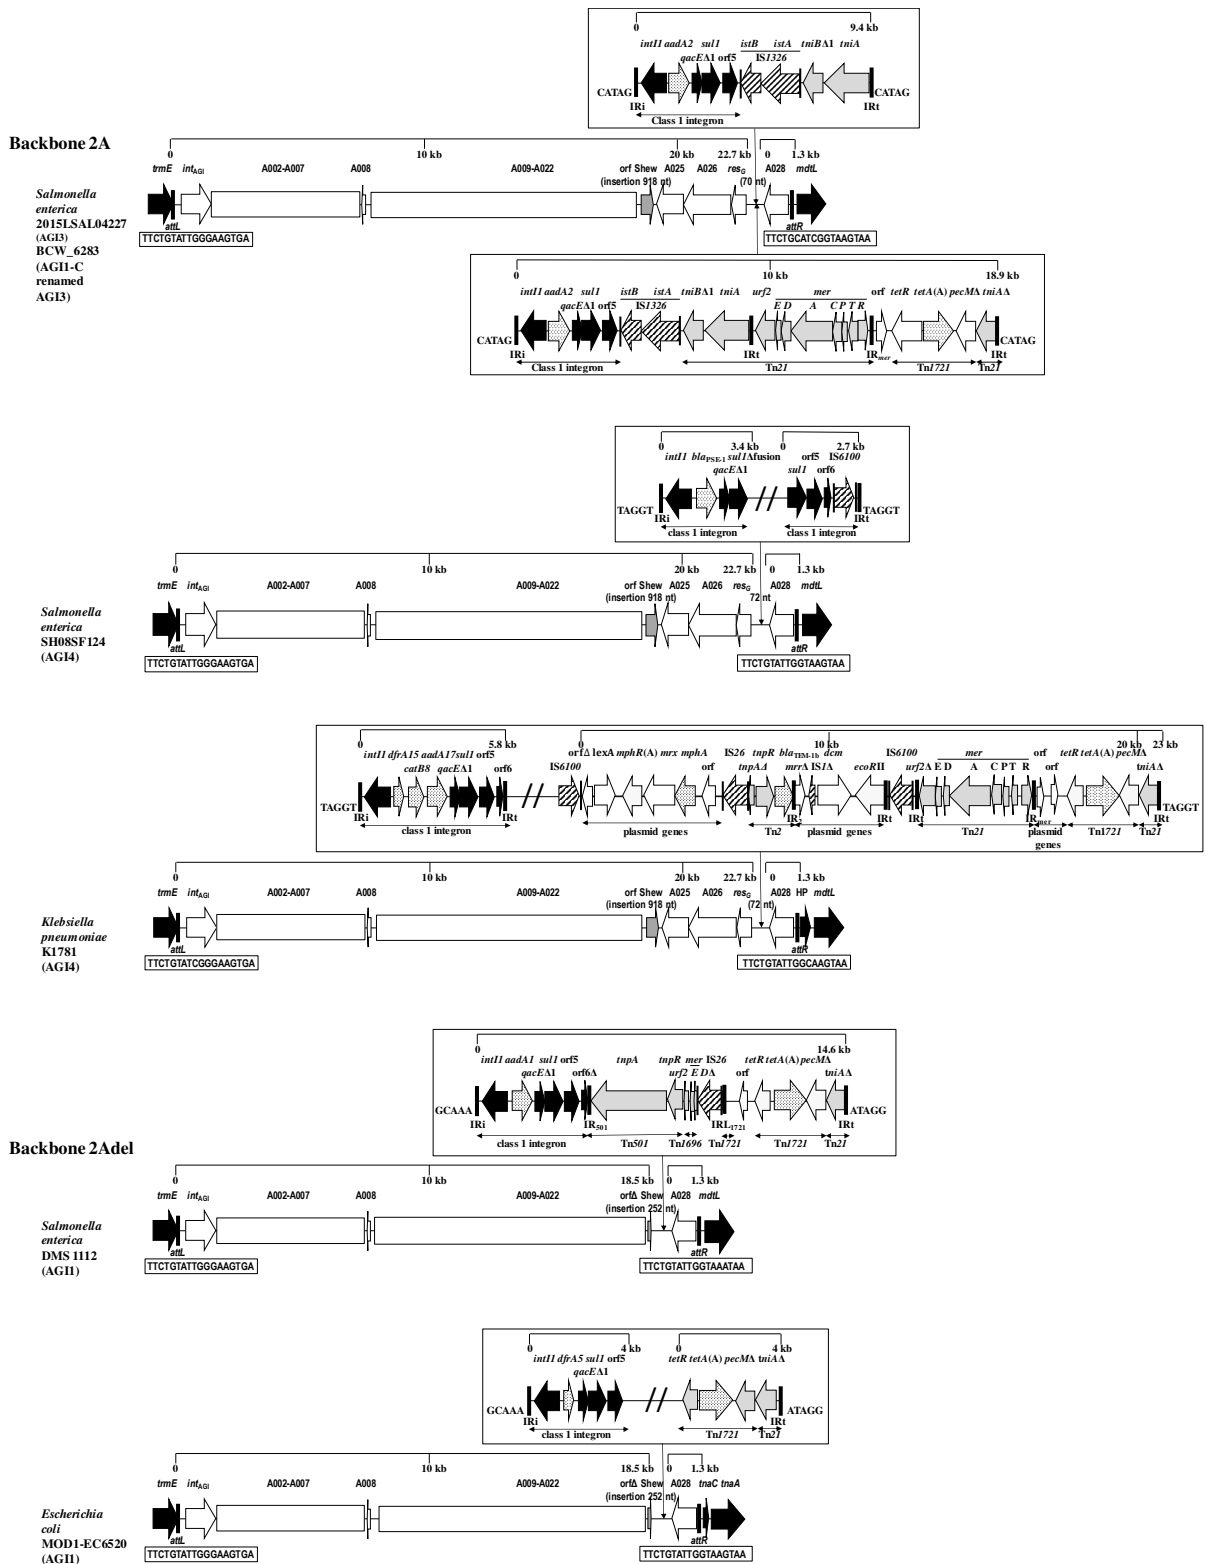 0 9.4 kb
intI1 aadA2 sul1 istB istA tniBΔ1 tniA
qacEΔ1 orf5 IS1326
CATAG CATAG
IRi IRt
Class 1 integron
Backbone 2A
0 10 kb 20 kb 22.7 kb 0 1.3 kb
trmE intAGI A002-A007 A008 A009-A022 orf Shew A025 A026 resG A028 mdtL
(insertion 918 nt) (70 nt)
Salmonella
enterica
2015LSAL04227
(AGI3)
BCW_6283
(AGI1-C
renamed
AGI3)
attL attR
TTCTGTATTGGGAAGTGA TTCTGCATCGGTAAGTAA
0 10 kb 18.9 kb
intI1 aadA2 sul1 istB istA tniBΔ1 tniA urf2 mer orf tetR tetA(A) pecMΔ tniAΔ
qacEΔ1 orf5 IS1326 E D A C P T R
CATAG CATAG
IRi IRt IRmer IRt
Class 1 integron Tn21 Tn1721 Tn21
0 3.4 kb 0 2.7 kb
intI1 blaPSE-1 sul1Δfusion orf5 IS6100
qacEΔ1 sul1 orf6
TAGGT TAGGT
IRi IRt
class 1 integron class 1 integron
0 10 kb 20 kb 22.7 kb 0 1.3 kb
trmE intAGI A002-A007 A008 A009-A022 orf Shew A025 A026 resG A028 mdtL
(insertion 918 nt) 72 nt
Salmonella
enterica
SH08SF124
(AGI4)
attL attR
TTCTGTATTGGGAAGTGA TTCTGTATTGGTAAGTAA
0 5.8 kb 0 10 kb 20 kb 23 kb
intI1 dfrA15 aadA17 sul1 orf5 orfΔ lexA mphR(A) mrx mphA IS26 tnpR blaTEM-1b dcm IS6100 mer orf tetR tetA(A) pecMΔ
catB8 qacEΔ1 orf6 IS6100 orf tnpAΔ mrrΔ IS1Δ ecoRII urf2Δ E D A C P T R orf tniAΔ
TAGGT TAGGT
IRi IRt IRt IRt IRmer IRt
class 1 integron plasmid genes Tn2 plasmid genes Tn21 plasmid genes Tn1721 Tn21
0 10 kb 20 kb 22.7 kb 0 1.3 kb
trmE intAGI A002-A007 A008 A009-A022 orf Shew A025 A026 resG A028 HP mdtL
(insertion 918 nt) (72 nt)
Klebsiella
pneumoniae
K1781
(AGI4)
attL attR
TTCTGTATCGGGAAGTGA TTCTGTATTGGCAAGTAA
0 14.6 kb
intI1 aadA1 sul1 orf5 tnpA tnpR mer IS26 tetR tetA(A) pecMΔ
qacEΔ1 orf6Δ urf2 E DΔ orf tniAΔ
GCAAA ATAGG
IRi IR501 IRL-1721 IRt
class 1 integron Tn501 Tn1696 Tn1721 Tn1721 Tn21
Backbone 2Adel
0 10 kb 18.5 kb 0 1.3 kb
trmE intAGI A002-A007 A008 A009-A022 orfΔ Shew A028 mdtL
(insertion 252 nt)
Salmonella
enterica
DMS 1112
(AGI1)
attL attR
TTCTGTATTGGGAAGTGA TTCTGTATTGGTAAATAA
0 4 kb 0 4 kb
intI1 dfrA5 sul1 orf5 tetR tetA(A) pecMΔ tniAΔ
qacEΔ1
GCAAA ATAGG
IRi IRt
class 1 integron Tn1721 Tn21
0 10 kb 18.5 kb 0 1.3 kb
trmE intAGI A002-A007 A008 A009-A022 orfΔ Shew A028 tnaC tnaA
(insertion 252 nt)
Escherichia
coli
MOD1-EC6520
(AGI1)
attL attR
TTCTGTATTGGGAAGTGA TTCTGTATTGGTAAGTAA